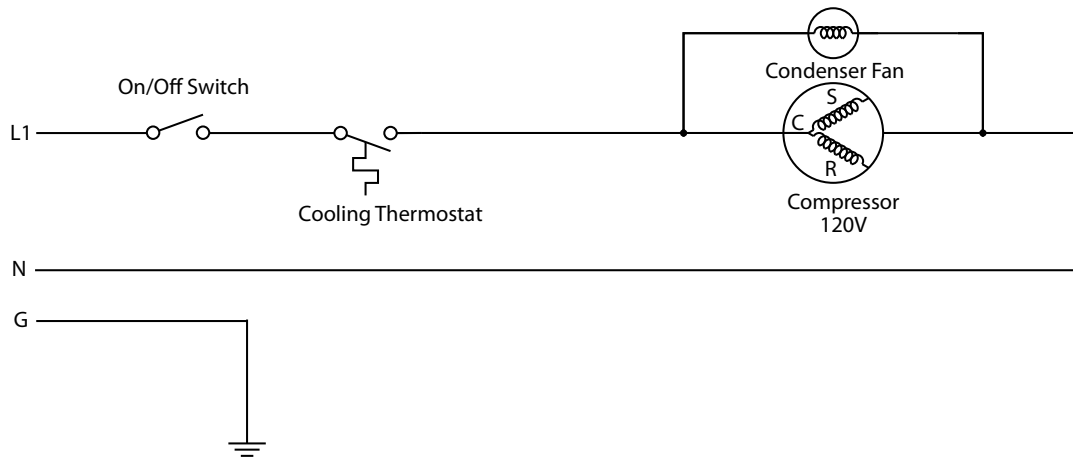 Condenser Fan
On/Off Switch
S
L1
C
R
Cooling Thermostat
Compressor
120V
N
G